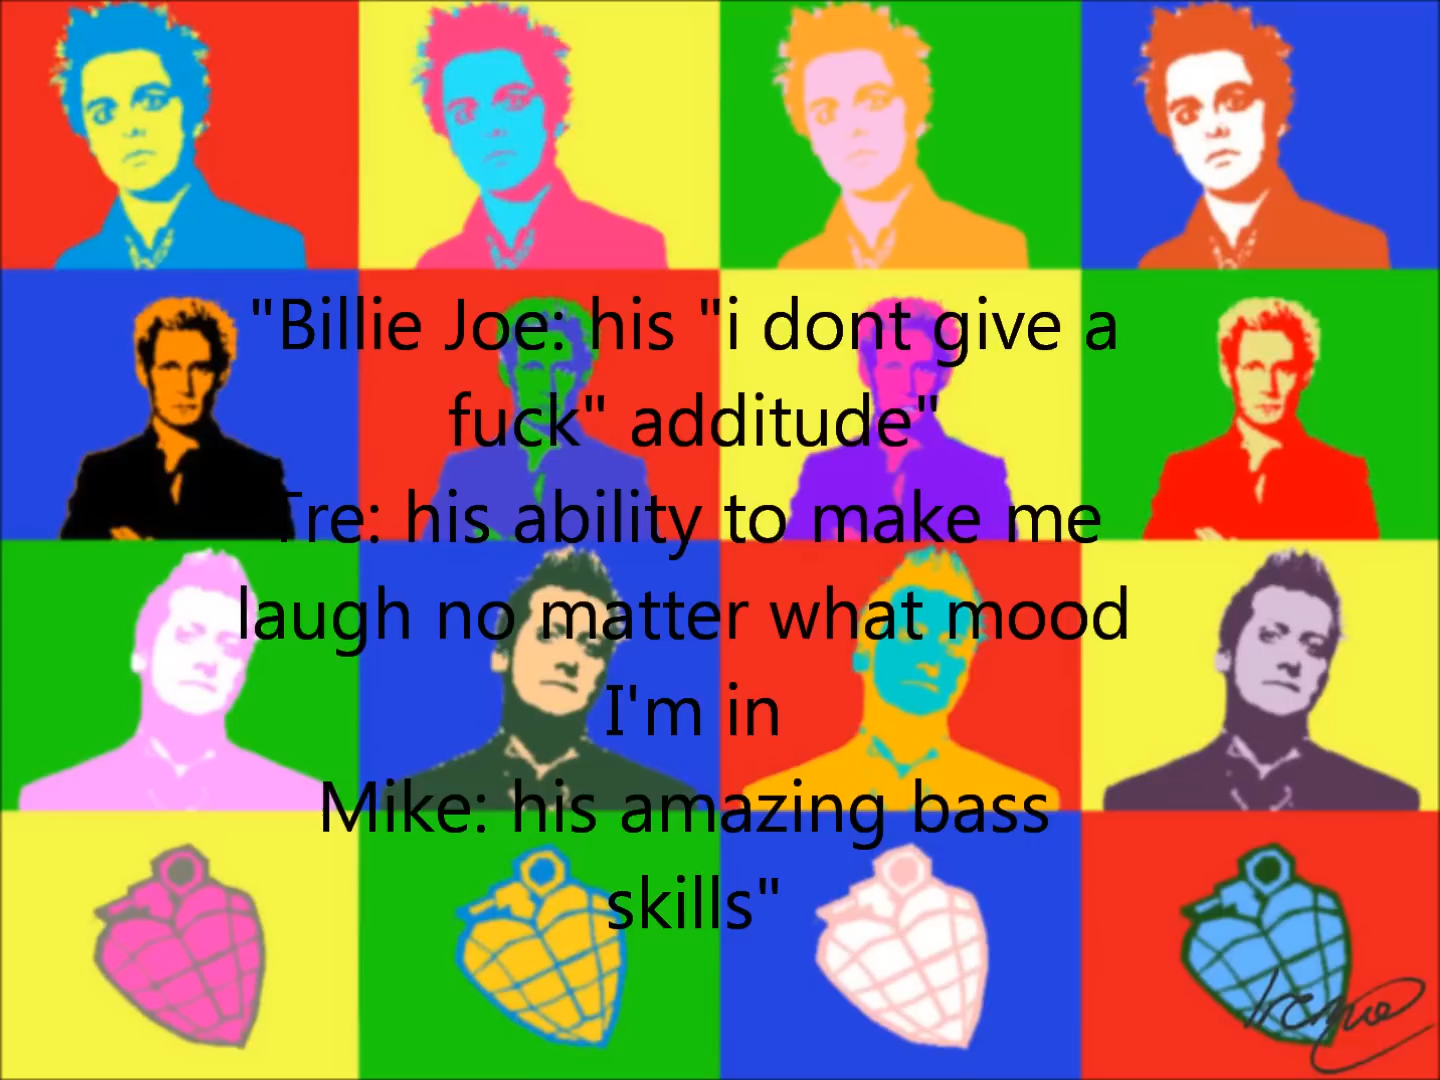 "Billie Joe: his "i dont give a
fuck" additude"
Tre: his ability to make me
laugh no matter what mood
I'm in
Mike: his amazing bass
skills"